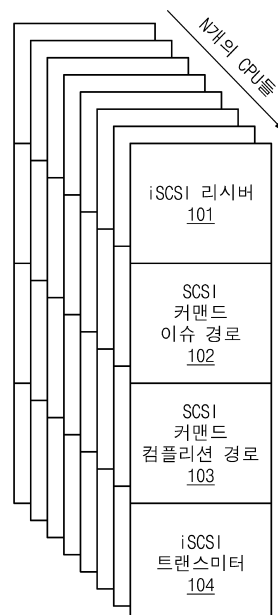 N개의 CPU들
iSCSI 리시버
101
SCSI
커맨드
이슈 경로
102
SCSI
커맨드
컴플리션 경로
103
iSCSI
트랜스미터
104